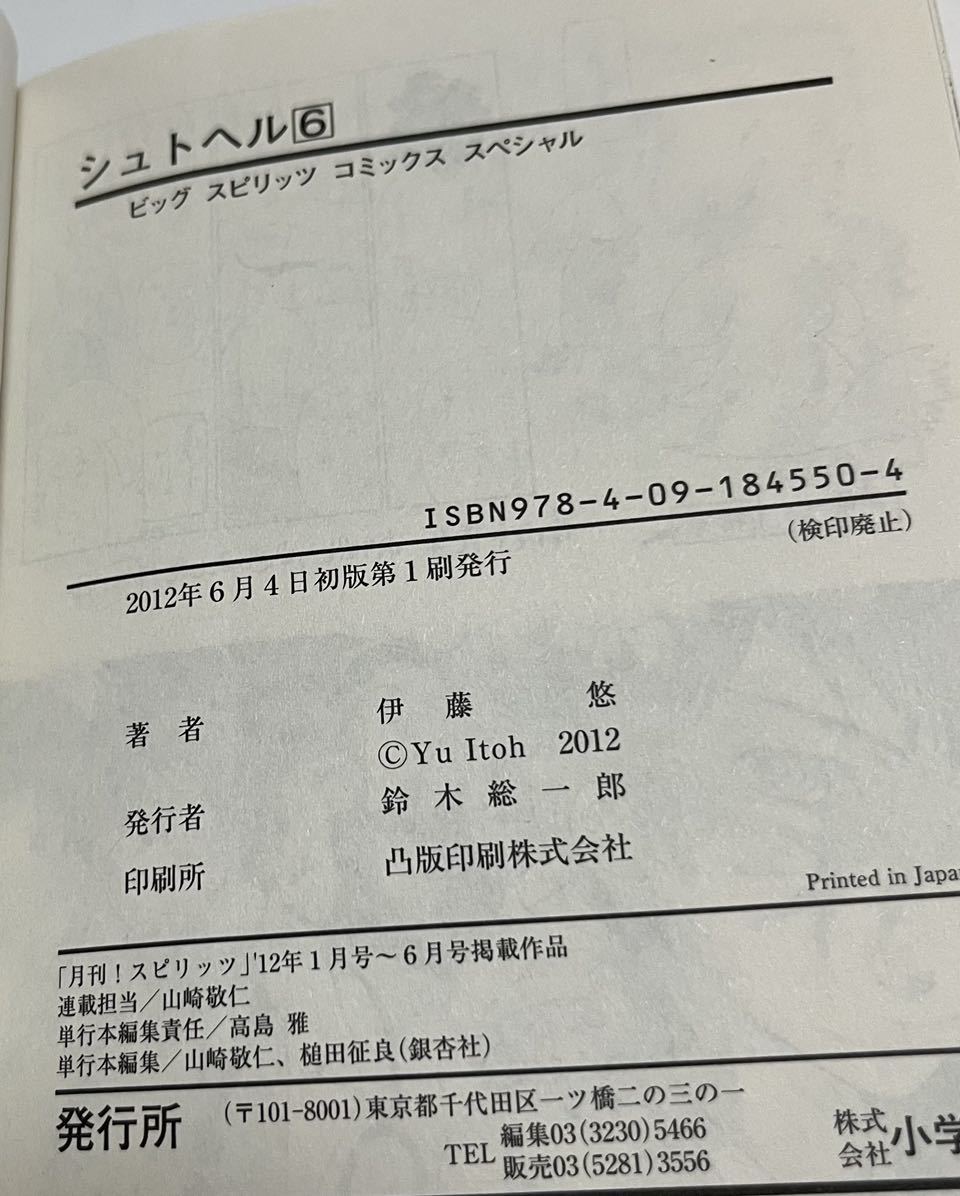 シュトヘル6
ビッグ スピリッツ コミックス スペシャル
ISBN978-4-09-184550-4
(検印廃止)
2012年6月4日初版第1刷発行
著者 伊藤 悠
©Yu Itoh 2012
発行者 鈴木総一郎
印刷所 凸版印刷株式会社
Printed in Japa
「月刊!スピリッツ」'12年1月号~6月号掲載作品
連載担当/山崎敬仁
単行本編集責任/高島 雅
単行本編集/山崎敬仁、槌田征良(銀杏社)
発行所 (〒101-8001)東京都千代田区一ツ橋二の三の一
TEL 編集03(3230)5466
販売03(5281)3556
株式会社 小学